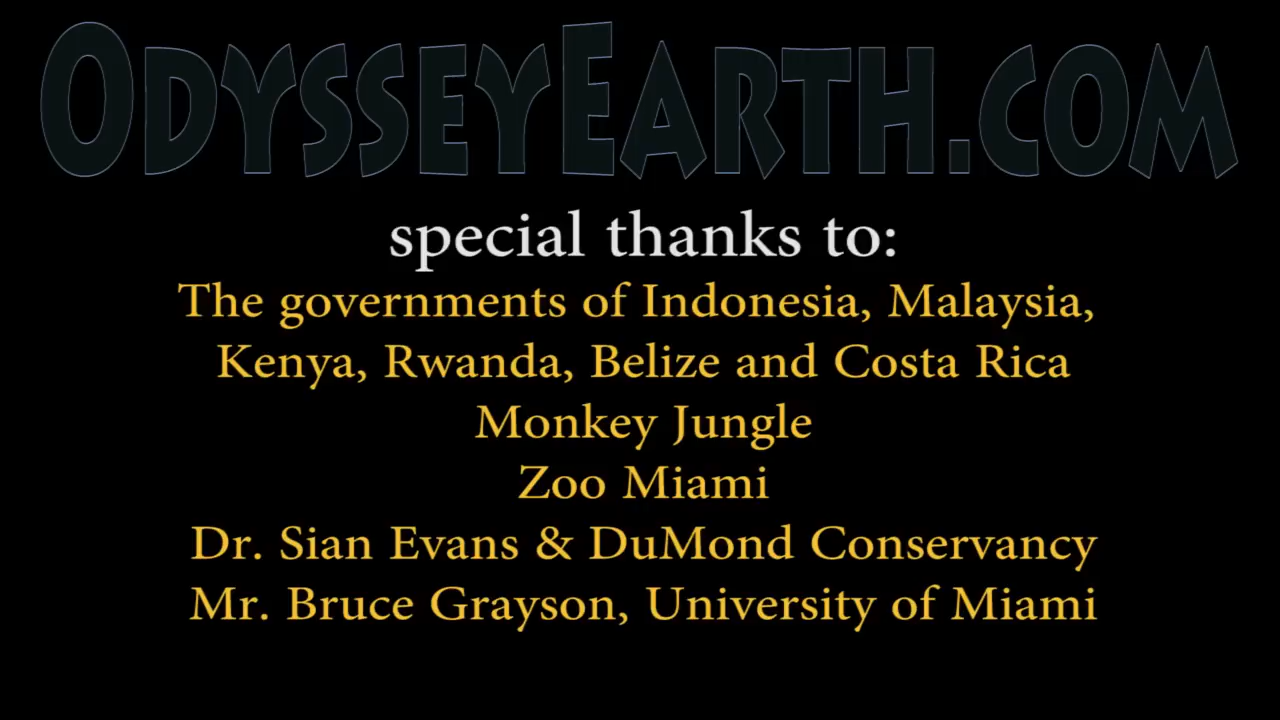 OdysseyEarth.com
special thanks to:
The governments of Indonesia, Malaysia,
Kenya, Rwanda, Belize and Costa Rica
Monkey Jungle
Zoo Miami
Dr. Sian Evans & DuMond Conservancy
Mr. Bruce Grayson, University of Miami